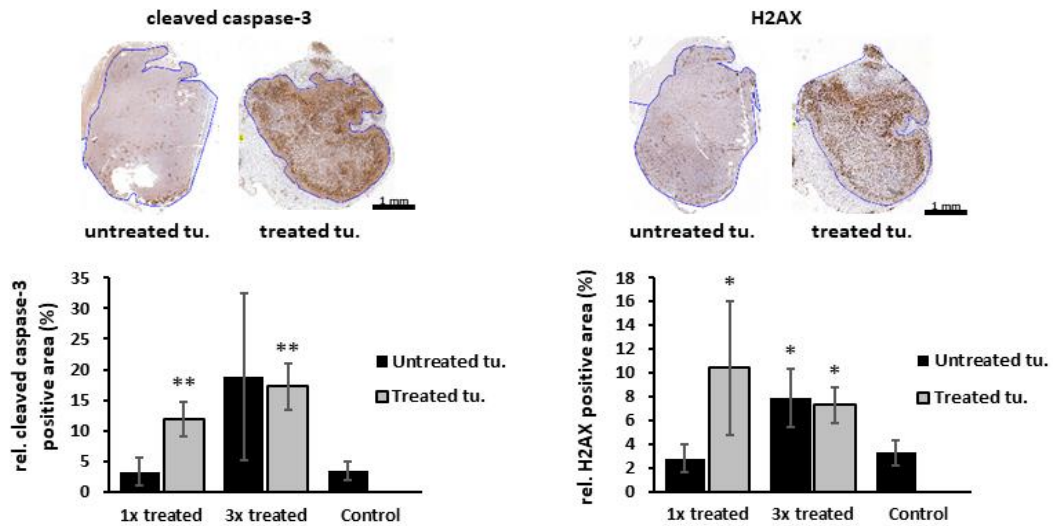 cleaved caspase-3
untreated tu. treated tu.
1 mm
rel. cleaved caspase-3
positive area (%)
35
30
25
20
15
10
5
0
**
**
1x treated 3x treated Control
Untreated tu.
Treated tu.
H2AX
untreated tu. treated tu.
1 mm
rel. H2AX positive area (%)
18
16
14
12
10
8
6
4
2
0
*
*
*
1x treated 3x treated Control
Untreated tu.
Treated tu.